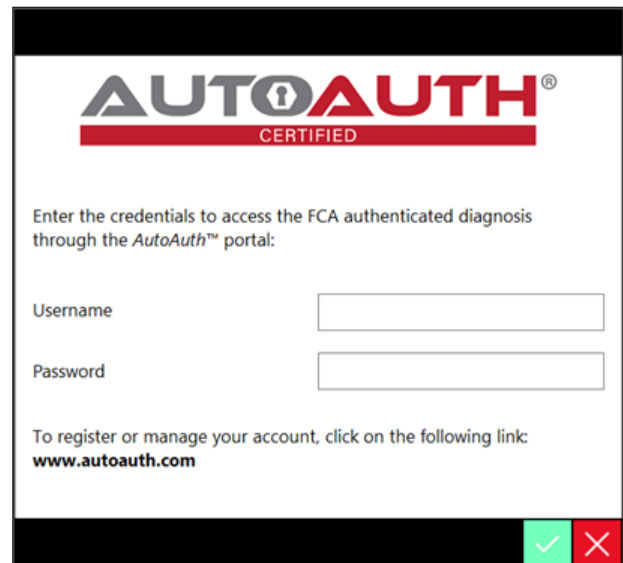 AUTOAUTH®
CERTIFIED
Enter the credentials to access the FCA authenticated diagnosis
through the AutoAuth™ portal:
Username
Password
To register or manage your account, click on the following link:
www.autoauth.com